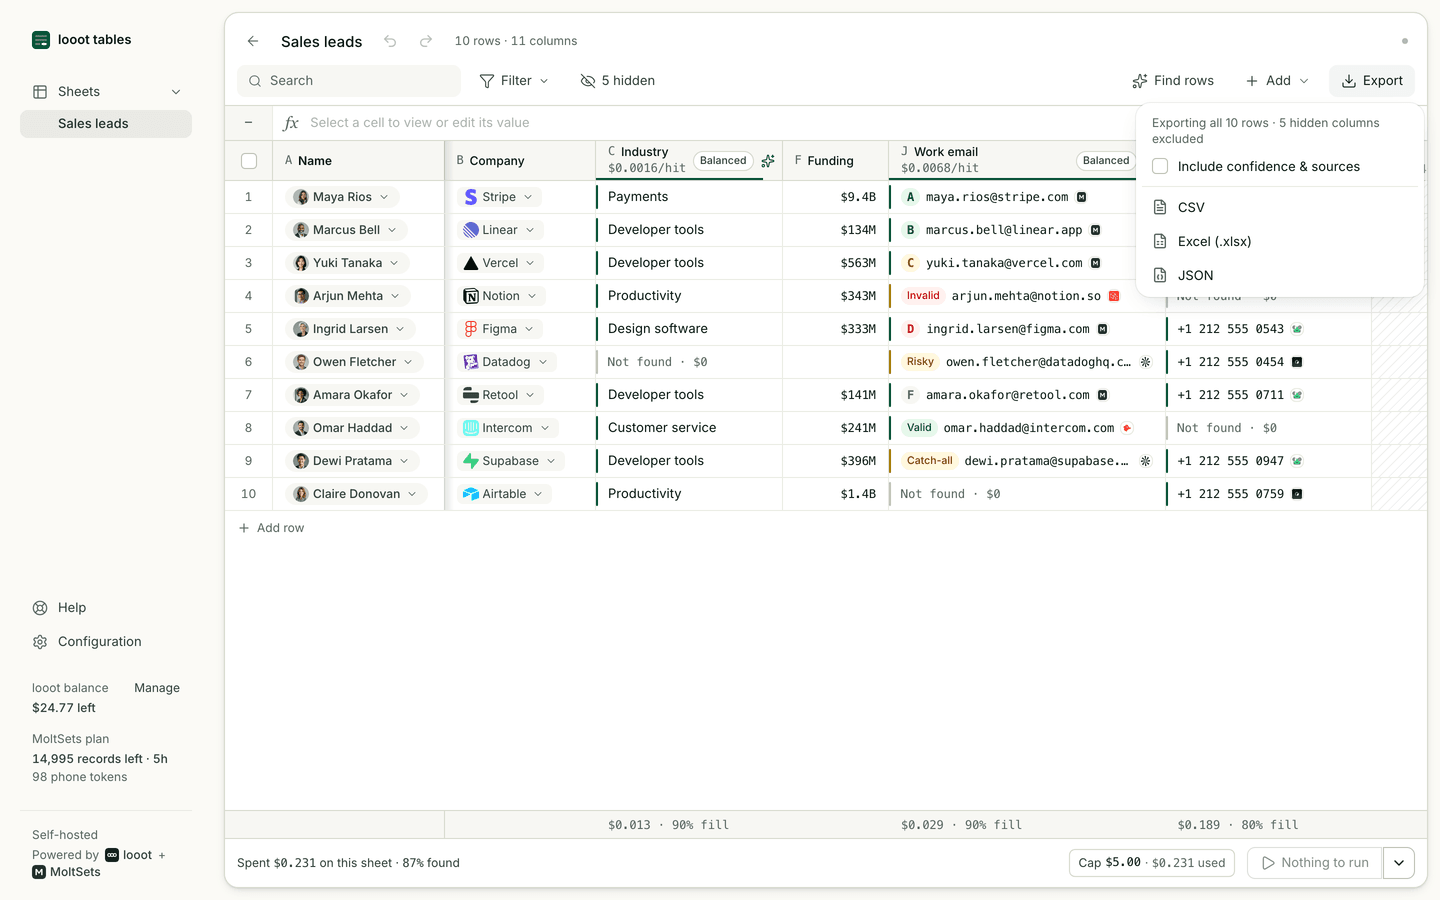 looot tables
Sheets
Sales leads
Help
Configuration
looot balance Manage
$24.77 left
MoltSets plan
14,995 records left · 5h
98 phone tokens
Self-hosted
Powered by looot +
M MoltSets
Sales leads 10 rows · 11 columns
Search Filter 5 hidden Find rows Add Export
fx Select a cell to view or edit its value
A Name B Company C Industry $0.0016/hit Balanced F Funding J Work email $0.0068/hit Balanced
Exporting all 10 rows · 5 hidden columns
excluded
Include confidence & sources
CSV
Excel (.xlsx)
JSON
1 Maya Rios Stripe Payments $9.4B A maya.rios@stripe.com M
2 Marcus Bell Linear Developer tools $134M B marcus.bell@linear.app M
3 Yuki Tanaka Vercel Developer tools $563M C yuki.tanaka@vercel.com M
4 Arjun Mehta Notion Productivity $343M Invalid arjun.mehta@notion.so Not found · $0
5 Ingrid Larsen Figma Design software $333M D ingrid.larsen@figma.com M +1 212 555 0543
6 Owen Fletcher Datadog Not found · $0 Risky owen.fletcher@datadoghq.c… +1 212 555 0454
7 Amara Okafor Retool Developer tools $141M F amara.okafor@retool.com M +1 212 555 0711
8 Omar Haddad Intercom Customer service $241M Valid omar.haddad@intercom.com Not found · $0
9 Dewi Pratama Supabase Developer tools $396M Catch-all dewi.pratama@supabase.… +1 212 555 0947
10 Claire Donovan Airtable Productivity $1.4B Not found · $0 +1 212 555 0759
Add row
$0.013 · 90% fill $0.029 · 90% fill $0.189 · 80% fill
Spent $0.231 on this sheet · 87% found Cap $5.00 · $0.231 used Nothing to run